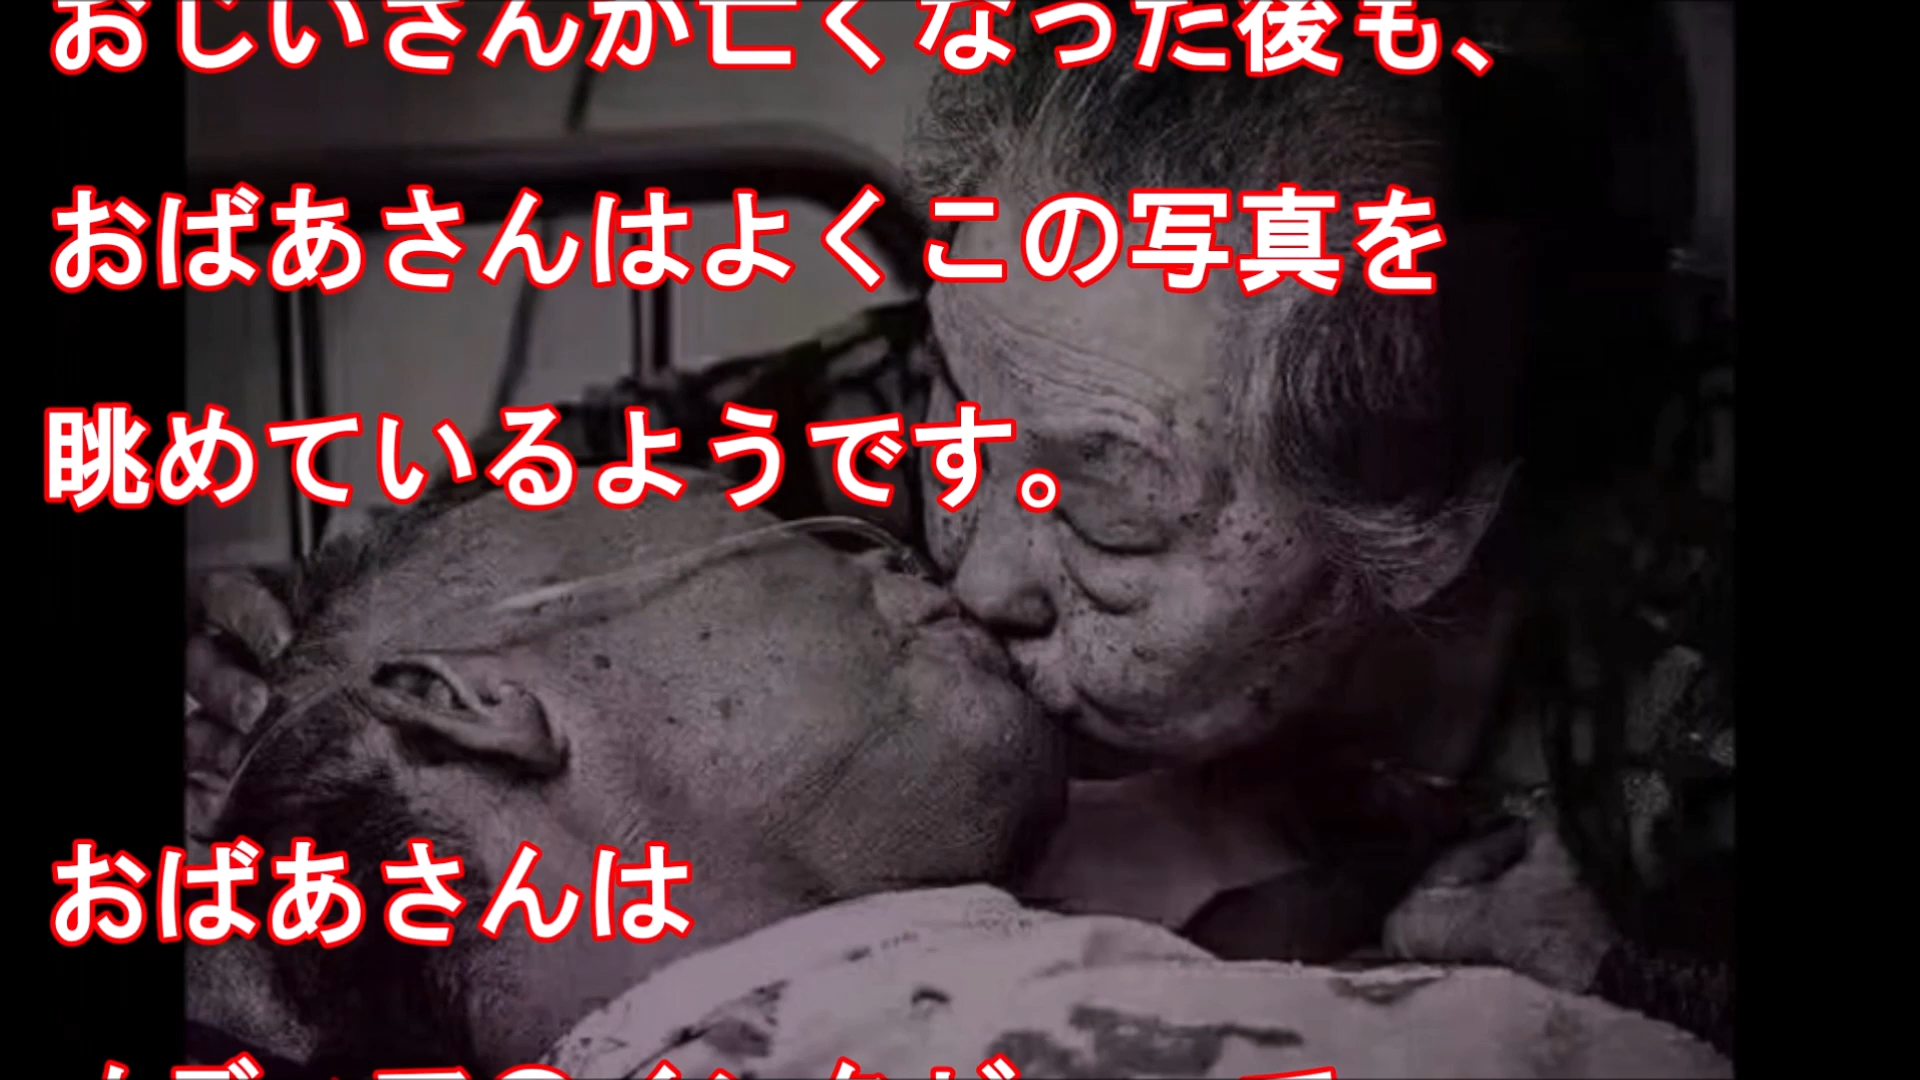 おじいさんが亡くなった後も、
おばあさんはよくこの写真を
眺めているようです。
おばあさんは